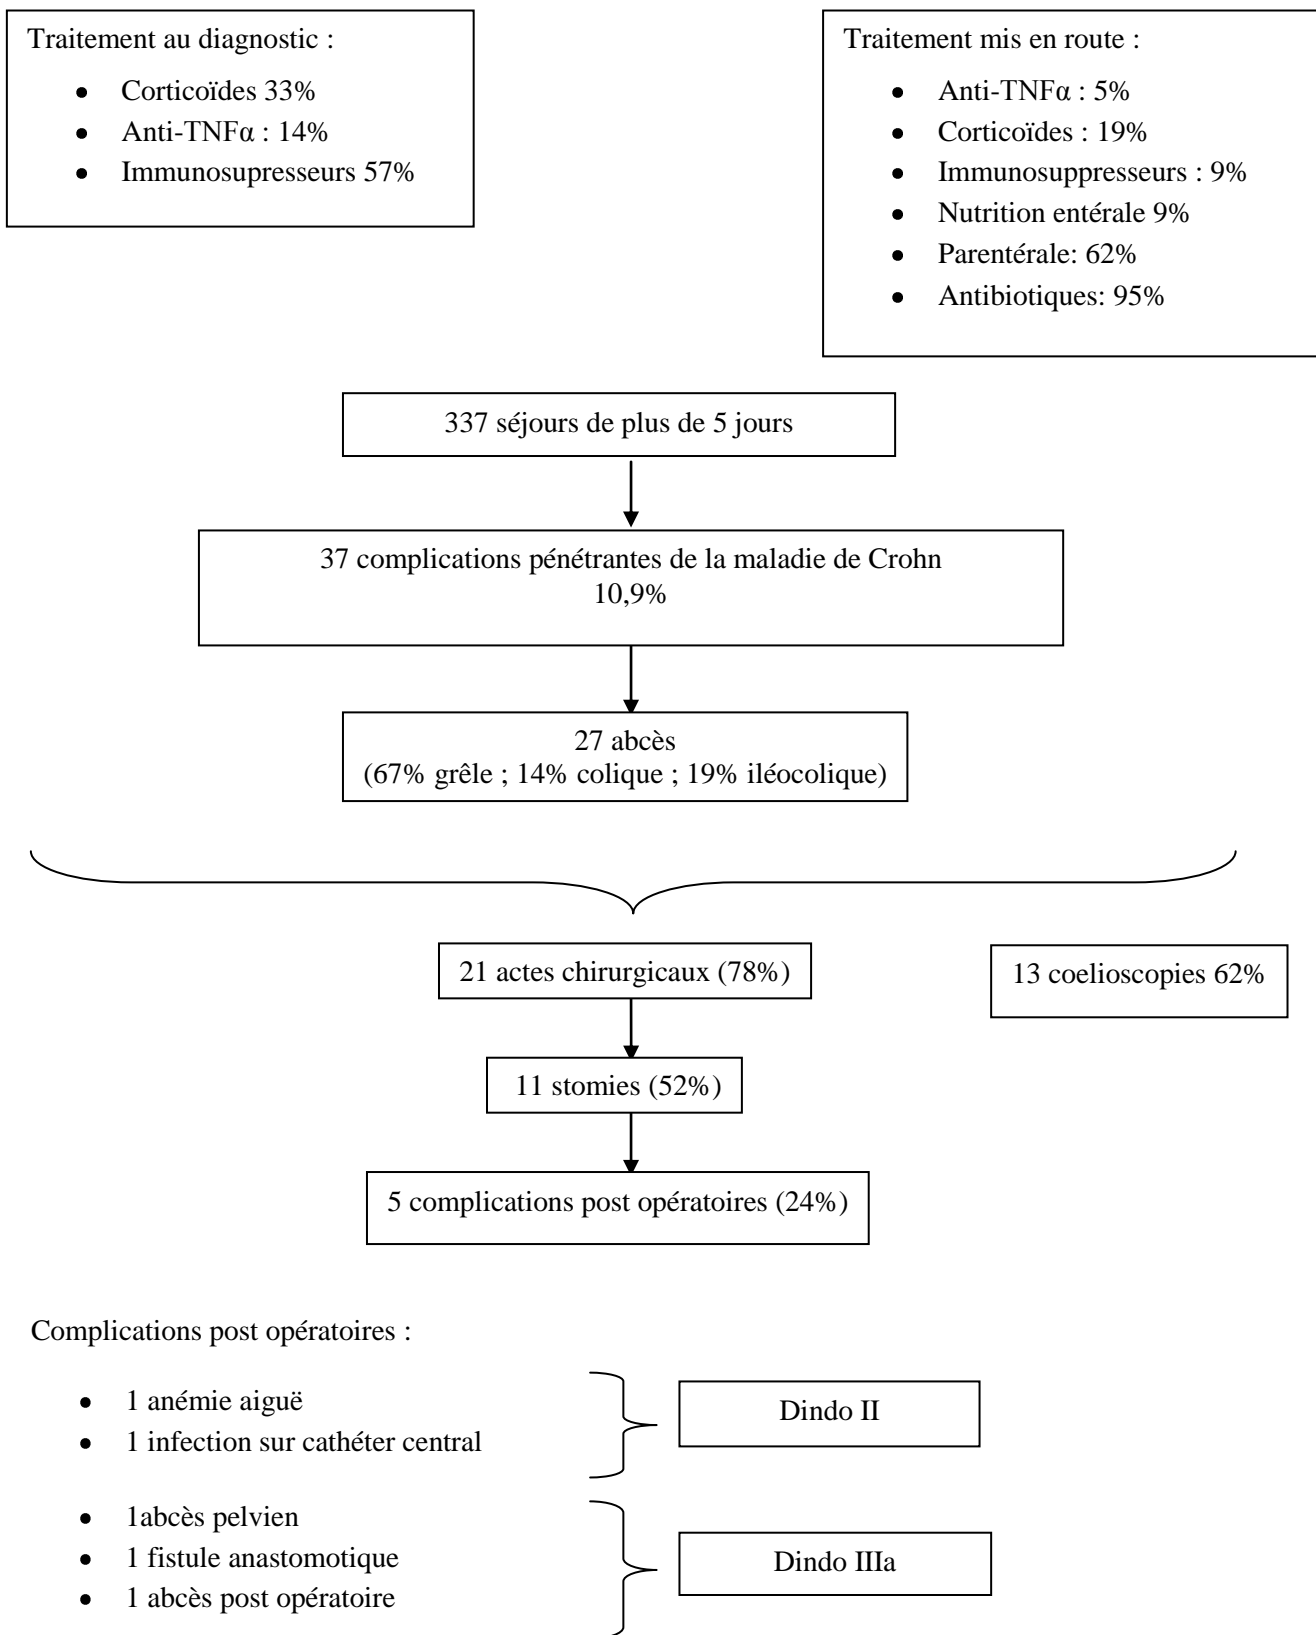 Traitement au diagnostic :
• Corticoïdes 33%
• Anti-TNFα : 14%
• Immunosupresseurs 57%
Traitement mis en route :
• Anti-TNFα : 5%
• Corticoïdes : 19%
• Immunosuppresseurs : 9%
• Nutrition entérale 9%
• Parentérale: 62%
• Antibiotiques: 95%
337 séjours de plus de 5 jours
37 complications pénétrantes de la maladie de Crohn
10,9%
27 abcès
(67% grêle ; 14% colique ; 19% iléocolique)
21 actes chirurgicaux (78%)
13 coelioscopies 62%
11 stomies (52%)
5 complications post opératoires (24%)
Complications post opératoires :
• 1 anémie aiguë
• 1 infection sur cathéter central
Dindo II
• 1abcès pelvien
• 1 fistule anastomotique
• 1 abcès post opératoire
Dindo IIIa